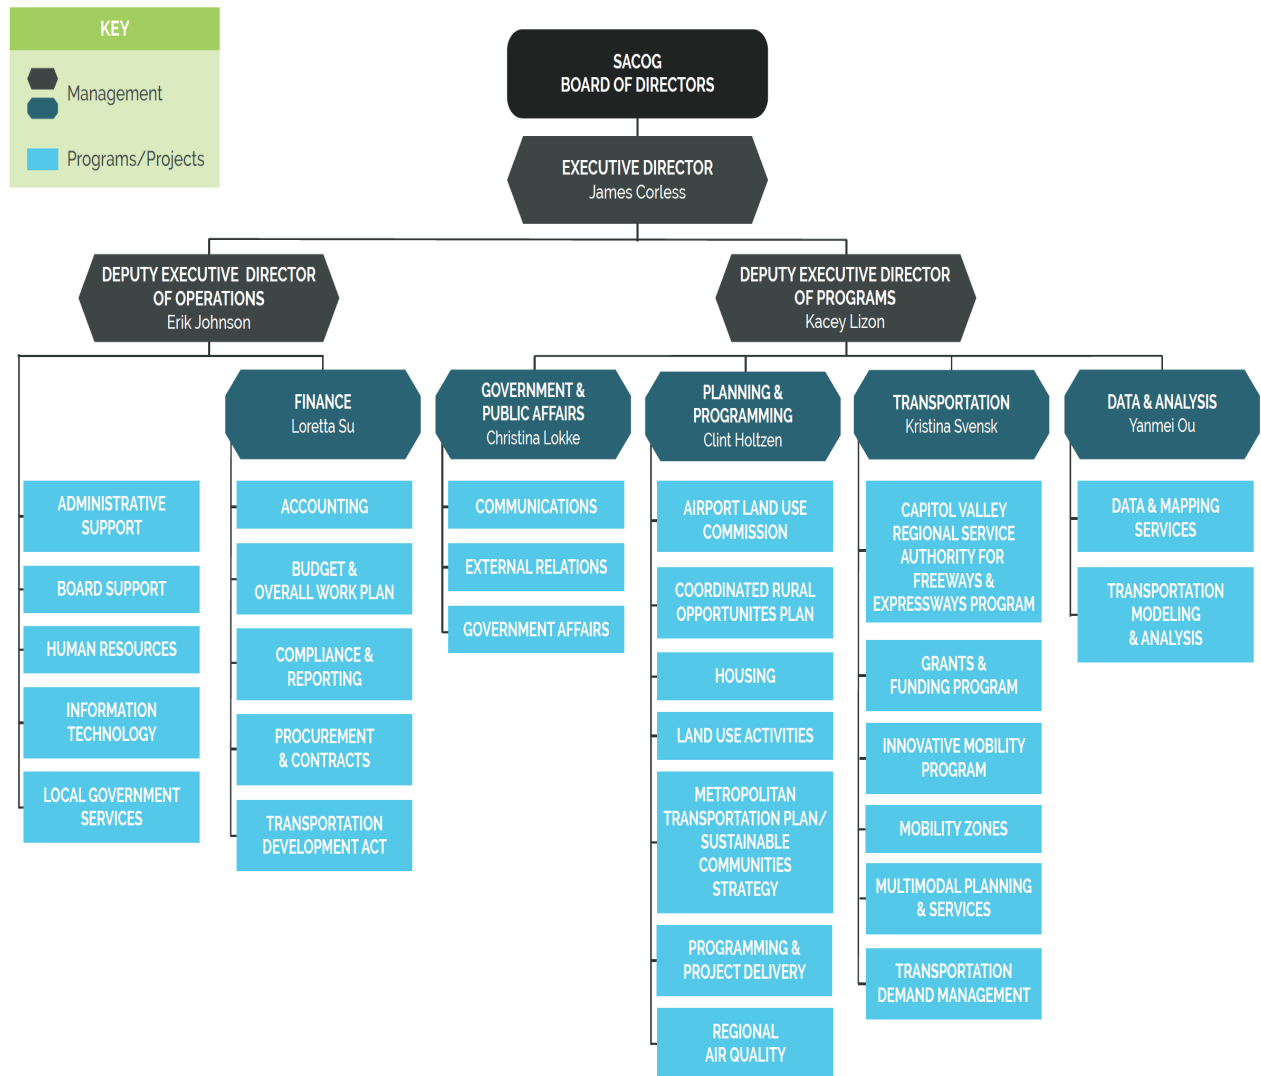 KEY
Management
Programs/Projects
SACOG
BOARD OF DIRECTORS
EXECUTIVE DIRECTOR
James Corless
DEPUTY EXECUTIVE DIRECTOR
OF OPERATIONS
Erik Johnson
DEPUTY EXECUTIVE DIRECTOR
OF PROGRAMS
Kacey Lizon
ADMINISTRATIVE
SUPPORT
BOARD SUPPORT
HUMAN RESOURCES
INFORMATION
TECHNOLOGY
LOCAL GOVERNMENT
SERVICES
FINANCE
Loretta Su
ACCOUNTING
BUDGET &
OVERALL WORK PLAN
COMPLIANCE &
REPORTING
PROCUREMENT
& CONTRACTS
TRANSPORTATION
DEVELOPMENT ACT
GOVERNMENT &
PUBLIC AFFAIRS
Christina Lokke
COMMUNICATIONS
EXTERNAL RELATIONS
GOVERNMENT AFFAIRS
PLANNING &
PROGRAMMING
Clint Holtzen
AIRPORT LAND USE
COMMISSION
COORDINATED RURAL
OPPORTUNITES PLAN
HOUSING
LAND USE ACTIVITIES
METROPOLITAN
TRANSPORTATION PLAN/
SUSTAINABLE
COMMUNITIES
STRATEGY
PROGRAMMING &
PROJECT DELIVERY
REGIONAL
AIR QUALITY
TRANSPORTATION
Kristina Svensk
CAPITOL VALLEY
REGIONAL SERVICE
AUTHORITY FOR
FREEWAYS &
EXPRESSWAYS PROGRAM
GRANTS &
FUNDING PROGRAM
INNOVATIVE MOBILITY
PROGRAM
MOBILITY ZONES
MULTIMODAL PLANNING
& SERVICES
TRANSPORTATION
DEMAND MANAGEMENT
DATA & ANALYSIS
Yanmei Ou
DATA & MAPPING
SERVICES
TRANSPORTATION
MODELING
& ANALYSIS